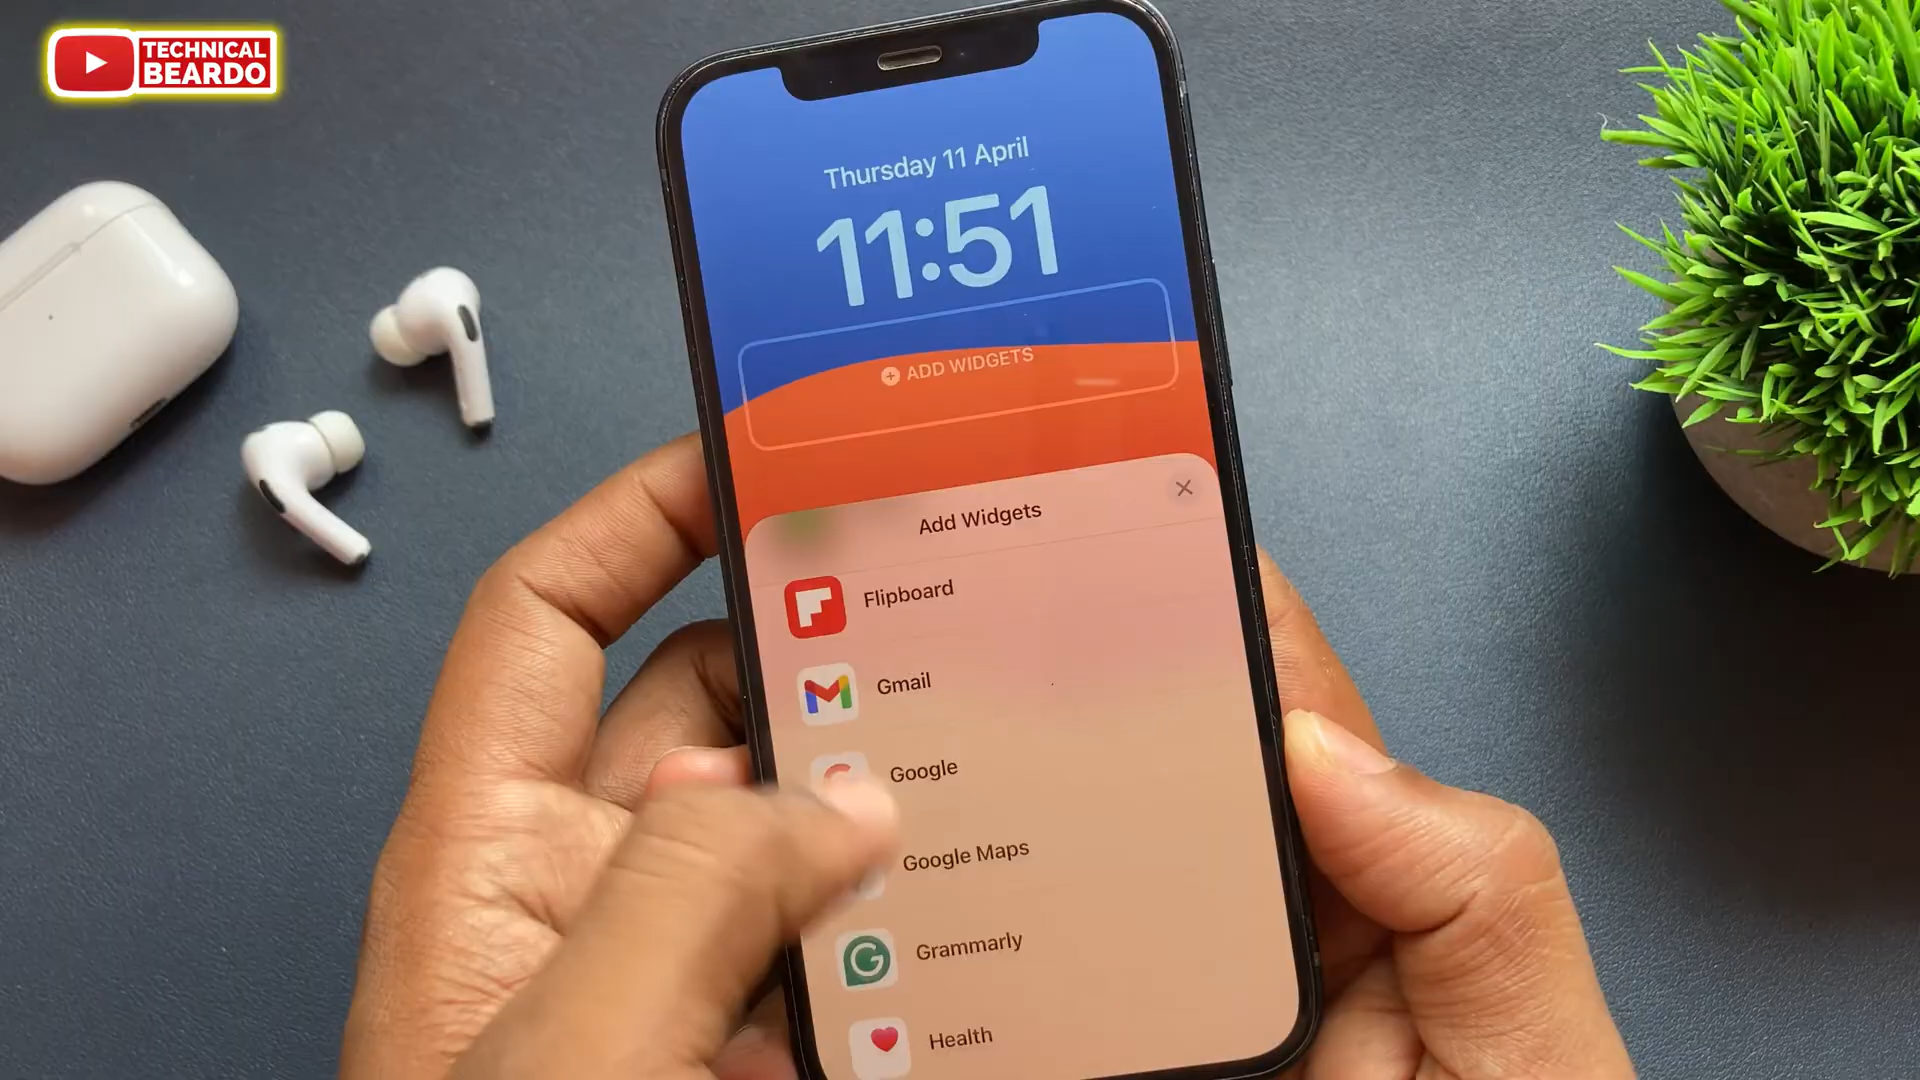 TECHNICAL
BEARDO
Thursday 11 April
11:51
ADD WIDGETS
Add Widgets
Flipboard
Gmail
Google
Google Maps
Grammarly
Health